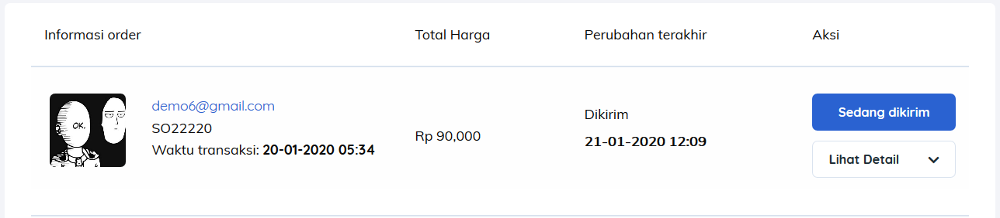 Informasi order
Total Harga
Perubahan terakhir
Aksi
OK.
demo6@gmail.com
SO22220
Waktu transaksi: 20-01-2020 05:34
Rp 90,000
Dikirim
21-01-2020 12:09
Sedang dikirim
Lihat Detail